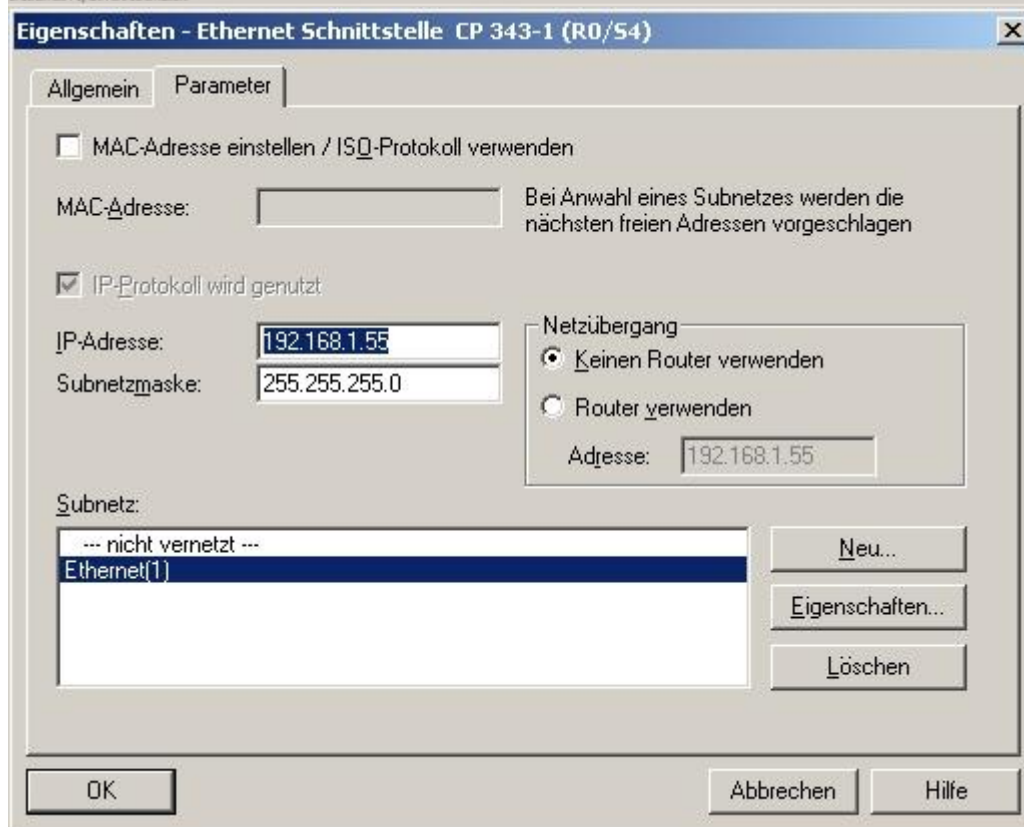 Eigenschaften - Ethernet Schnittstelle CP 343-1 (R0/S4)
Allgemein
Parameter
MAC-Adresse einstellen / ISO-Protokoll verwenden
MAC-Adresse:
Bei Anwahl eines Subnetzes werden die
nächsten freien Adressen vorgeschlagen
IP-Protokoll wird genutzt
IP-Adresse:
192.168.1.55
Subnetzmaske:
255.255.255.0
Netzübergang
Keinen Router verwenden
Router verwenden
Adresse:
192.168.1.55
Subnetz:
--- nicht vernetzt ---
Ethernet(1)
Neu...
Eigenschaften...
Löschen
OK
Abbrechen
Hilfe